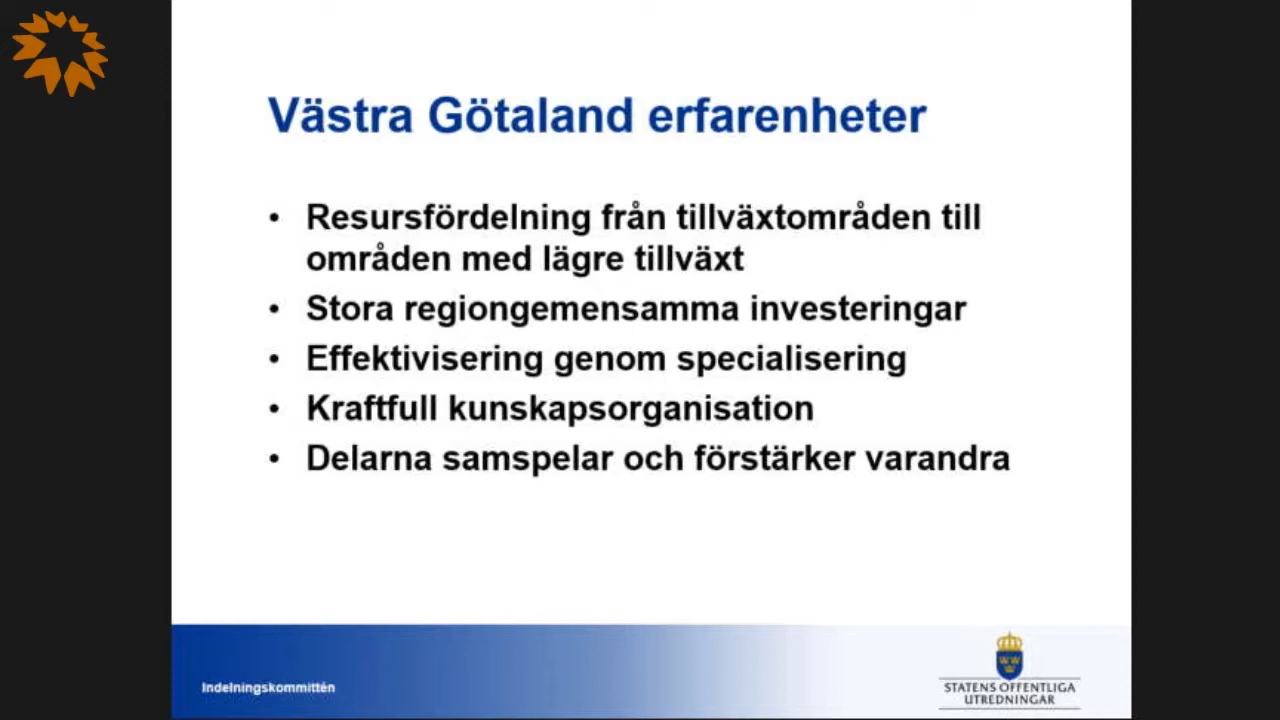 Västra Götaland erfarenheter
• Resursfördelning från tillväxtområden till
områden med lägre tillväxt
• Stora regiongemensamma investeringar
• Effektivisering genom specialisering
• Kraftfull kunskapsorganisation
• Delarna samspelar och förstärker varandra
Indelningskommittén
STATENS OFFENTLIGA
UTREDNINGAR